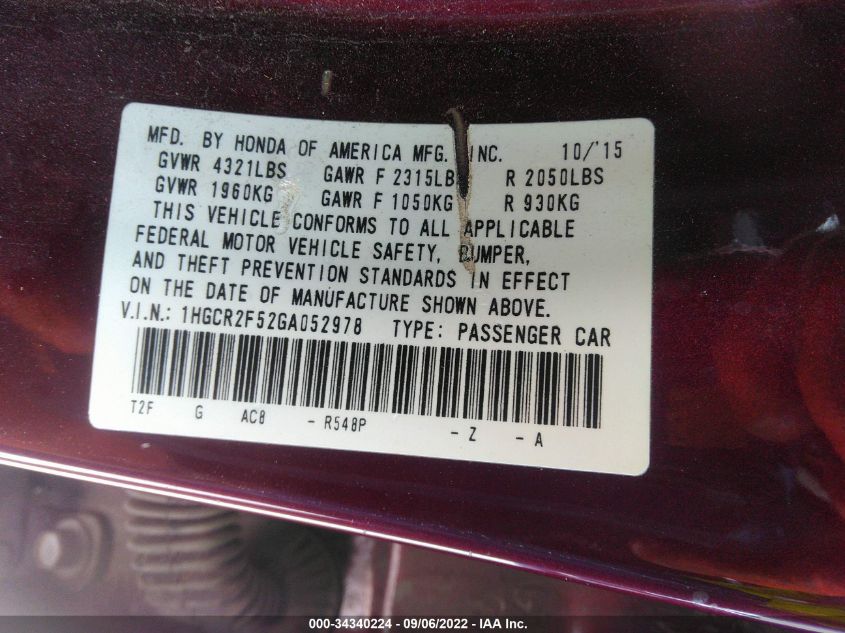 MFD. BY HONDA OF AMERICA MFG. INC. 10/'15
GVWR 4321LBS GAWR F 2315LB R 2050LBS
GVWR 1960KG GAWR F 1050KG R 930KG
THIS VEHICLE CONFORMS TO ALL APPLICABLE
FEDERAL MOTOR VEHICLE SAFETY, BUMPER,
AND THEFT PREVENTION STANDARDS IN EFFECT
ON THE DATE OF MANUFACTURE SHOWN ABOVE.
V.I.N.: 1HGCR2F52GA052978 TYPE: PASSENGER CAR
T2F G AC8 - R548P - Z - A
000-34340224 - 09/06/2022 - IAA Inc.